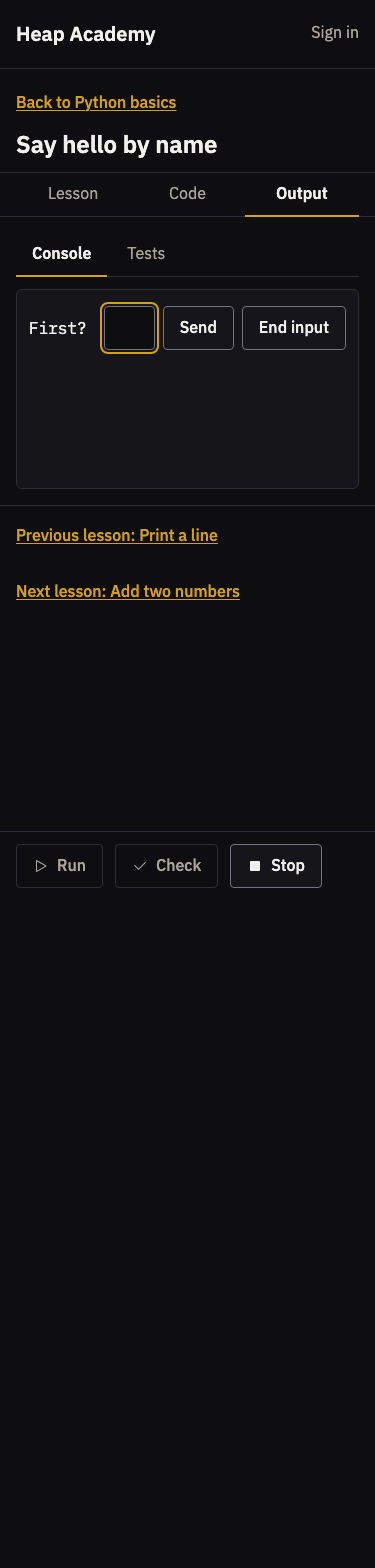 Heap Academy
Sign in
Back to Python basics
Say hello by name
Lesson Code Output
Console Tests
First? Send End input
Previous lesson: Print a line
Next lesson: Add two numbers
Run Check Stop